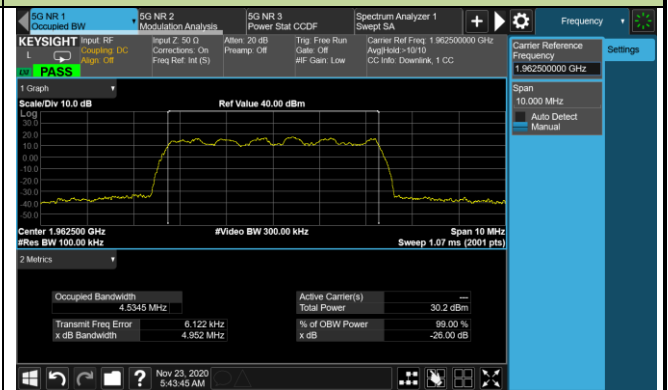 5G NR 1
Occupied BW
5G NR 2
Modulation Analysis
5G NR 3
Power Stat CCDF
Spectrum Analyzer 1
Swept SA
Frequency
KEYSIGHT
L
PASS
Input: RF
Coupling: DC
Align: Off
Input Z: 50 Ω
Corrections: On
Freq Ref: Int (S)
Atten: 20 dB
Preamp: Off
Trig: Free Run
Gate: Off
#IF Gain: Low
Carrier Ref Freq: 1.962500000 GHz
Avg|Hold:>10/10
CC Info: Downlink, 1 CC
Carrier Reference
Frequency
1.962500000 GHz
Settings
Span
10.000 MHz
Auto Detect
Manual
1 Graph
Scale/Div 10.0 dB
Ref Value 40.00 dBm
Log
30.0
20.0
10.0
0.00
-10.0
-20.0
-30.0
-40.0
-50.0
Center 1.962500 GHz
#Video BW 300.00 kHz
Span 10 MHz
#Res BW 100.00 kHz
Sweep 1.07 ms (2001 pts)
2 Metrics
Occupied Bandwidth
4.5345 MHz
Active Carrier(s)
---
Total Power
30.2 dBm
Transmit Freq Error
6.122 kHz
% of OBW Power
99.00 %
x dB Bandwidth
4.952 MHz
x dB
-26.00 dB
?
Nov 23, 2020
5:43:45 AM